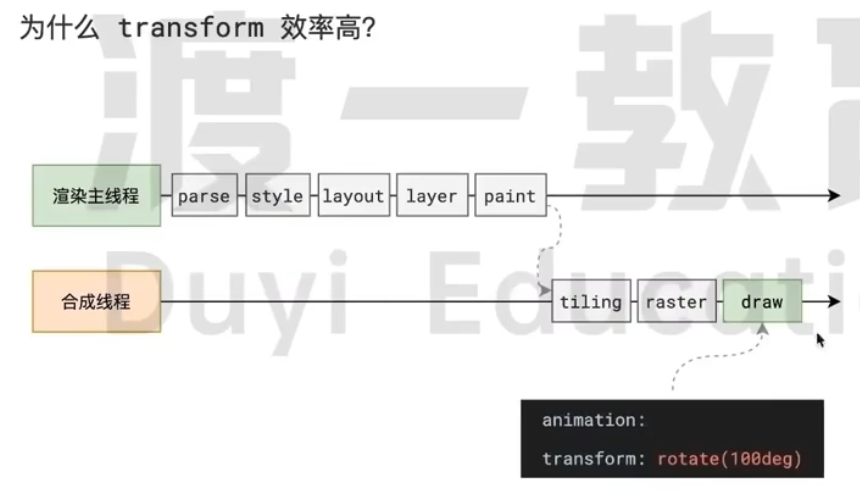 为什么 transform 效率高?
渡一教育
渲染主线程 parse style layout layer paint
Duyi Educati
合成线程 tiling raster draw
animation:
transform: rotate(100deg)